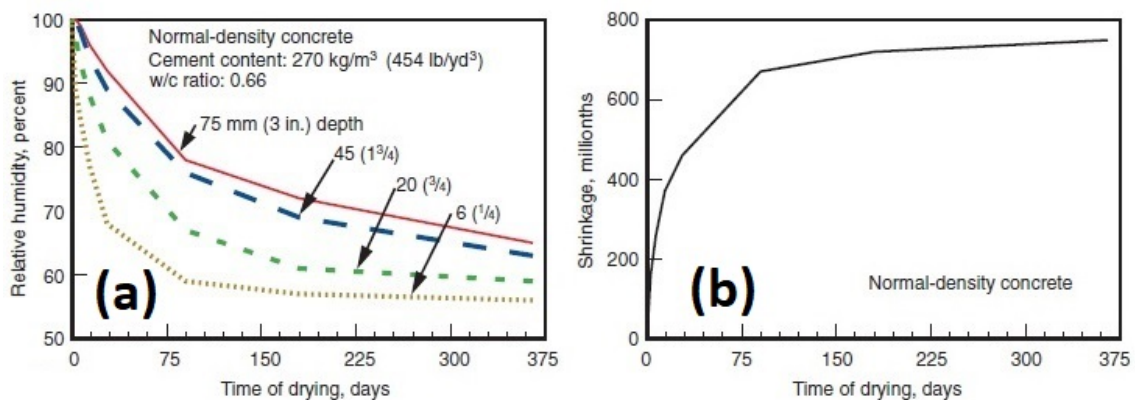 100
90
80
70
60
50
Relative humidity, percent
Normal-density concrete
Cement content: 270 kg/m³ (454 lb/yd³)
w/c ratio: 0.66
75 mm (3 in.) depth
45 (1³/₄)
20 (³/₄)
6 (¹/₄)
(a)
0 75 150 225 300 375
Time of drying, days
800
600
400
200
0
Shrinkage, millionths
Normal-density concrete
(b)
0 75 150 225 300 375
Time of drying, days